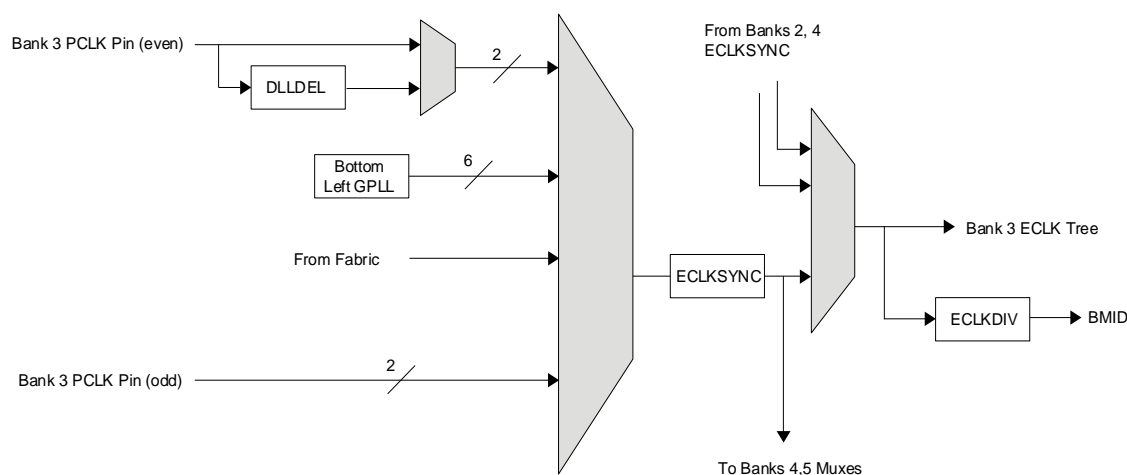 Bank 3 PCLK Pin (even)
DLLDEL
2
From Banks 2, 4
ECLKSYNC
Bottom
Left GPLL
6
From Fabric
ECLKSYNC
Bank 3 ECLK Tree
ECLKDIV
BMID
Bank 3 PCLK Pin (odd)
2
To Banks 4,5 Muxes